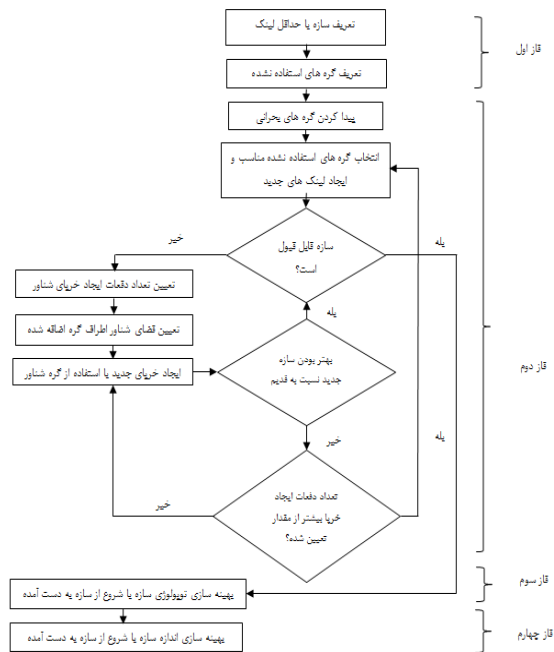 تعریف سازه با حداقل لینک
فاز اول
تعریف گره های استفاده نشده
پیدا کردن گره های بحرانی
انتخاب گره های استفاده نشده مناسب و
ایجاد لینک های جدید
سازه قابل قبول
است؟
خیر
بله
تعیین تعداد دفعات ایجاد خرپای شناور
تعیین فضای شناور اطراف گره اضافه شده
ایجاد خرپای جدید با استفاده از گره شناور
بله
بهتر بودن سازه
جدید نسبت به قدیم
فاز دوم
خیر
بله
تعداد دفعات ایجاد
خرپا بیشتر از مقدار
تعیین شده؟
خیر
بهینه سازی توپولوژی سازه با شروع از سازه به دست آمده
فاز سوم
بهینه سازی اندازه سازه با شروع از سازه به دست آمده
فاز چهارم